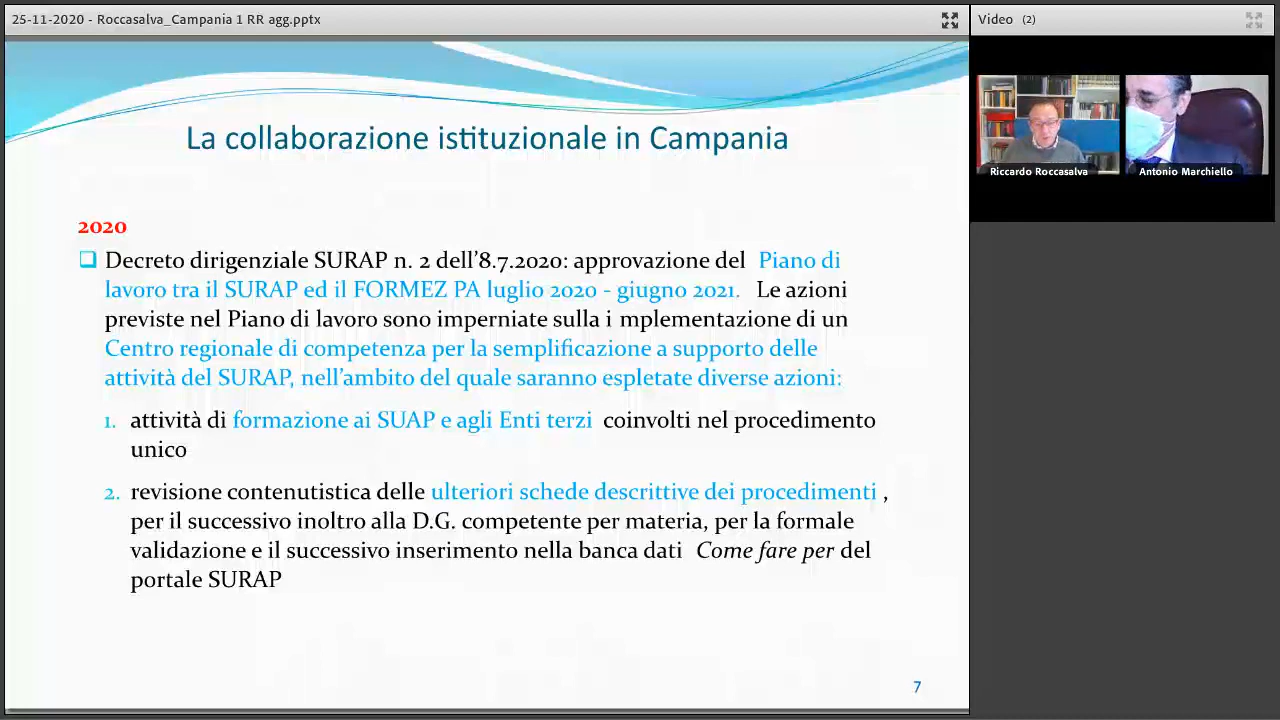 25-11-2020 - Roccasalva_Campania 1 RR agg.pptx
Video (2)
Riccardo Roccasalva
Antonio Marchiello
La collaborazione istituzionale in Campania
2020
Decreto dirigenziale SURAP n. 2 dell'8.7.2020: approvazione del Piano di
lavoro tra il SURAP ed il FORMEZ PA luglio 2020 - giugno 2021. Le azioni
previste nel Piano di lavoro sono imperniate sulla i mplementazione di un
Centro regionale di competenza per la semplificazione a supporto delle
attività del SURAP, nell'ambito del quale saranno espletate diverse azioni:
1. attività di formazione ai SUAP e agli Enti terzi coinvolti nel procedimento
unico
2. revisione contenutistica delle ulteriori schede descrittive dei procedimenti ,
per il successivo inoltro alla D.G. competente per materia, per la formale
validazione e il successivo inserimento nella banca dati Come fare per del
portale SURAP
7